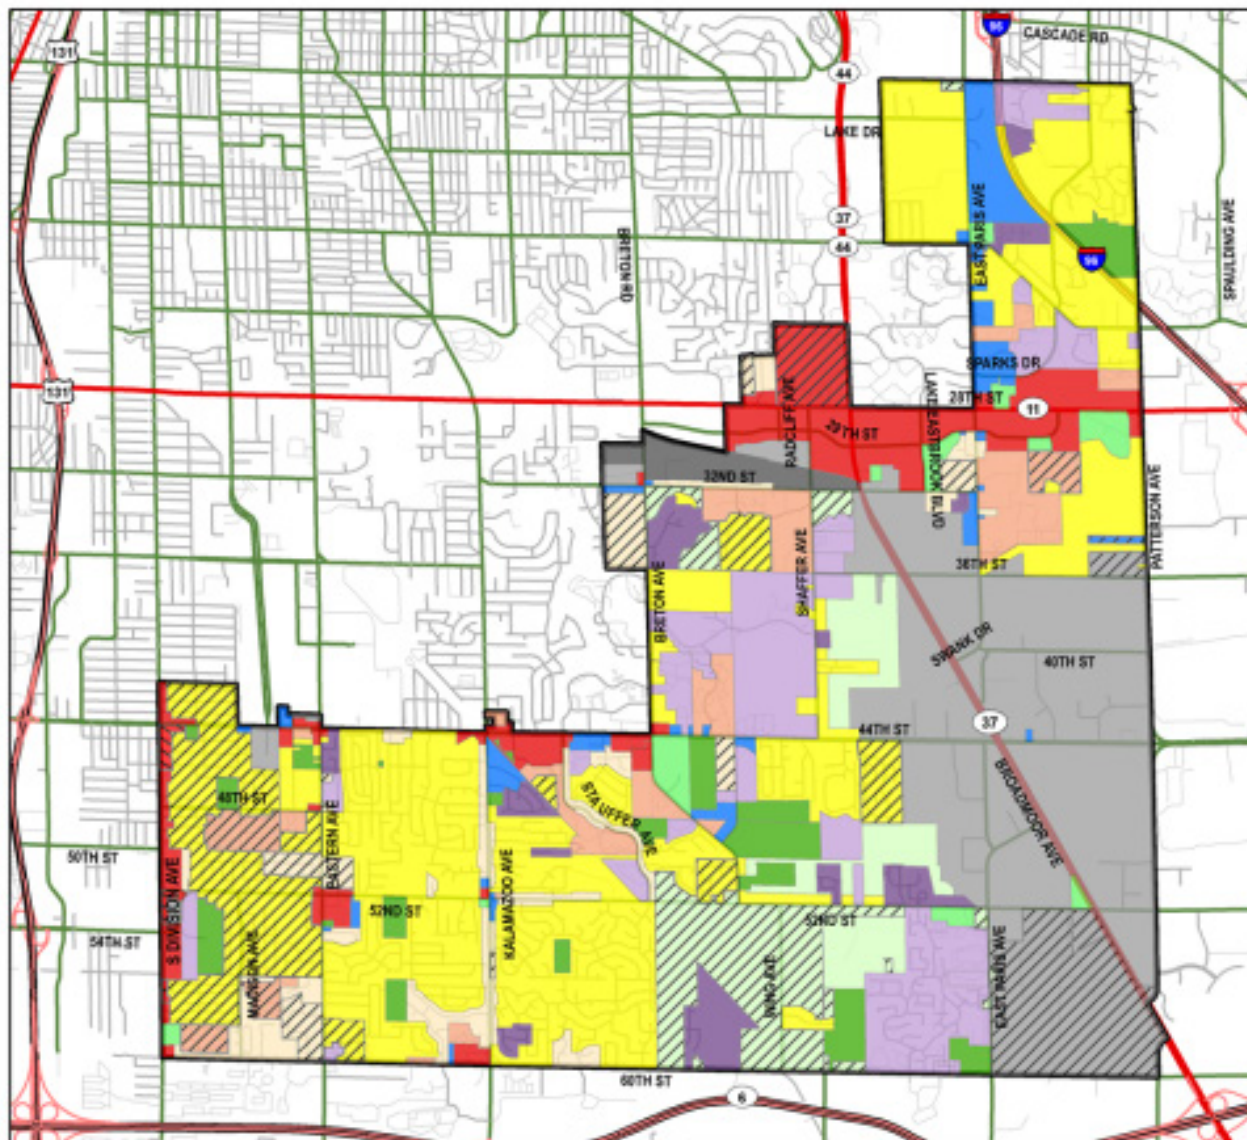 131
96
CASCADE RD
44
LAKE DR
37
44
BRETON RD
EAST PARIS AVE
SPAULDING AVE
96
SPARKS DR
131
28TH ST
11
RADCLIFF AVE
29TH ST
LAKE EASTBROOK BLVD
32ND ST
PATTERSON AVE
36TH ST
SHAFFER AVE
BRETON AVE
SWANK DR
40TH ST
37
44TH ST
BROADMOOR AVE
STAUFFER AVE
48TH ST
EASTERN AVE
50TH ST
KALAMAZOO AVE
S DIVISION AVE
52ND ST
52ND ST
54TH ST
MADISON AVE
EAST PARIS AVE
60TH ST
6